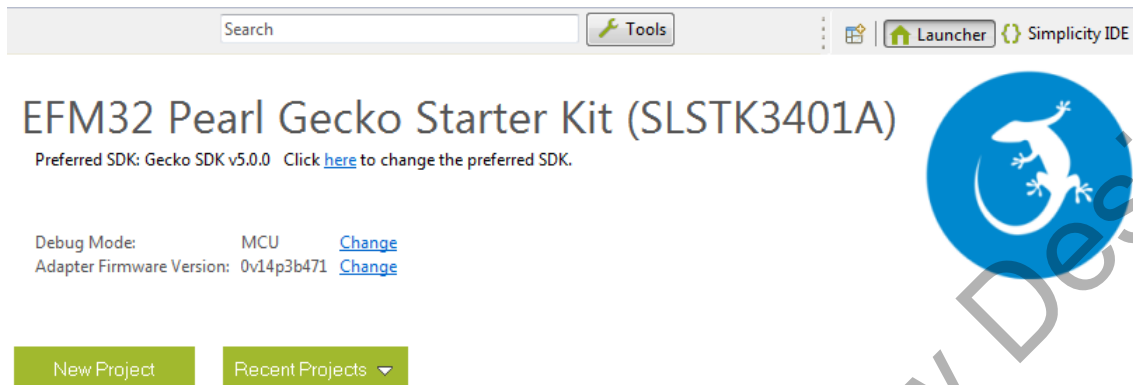 Search
Tools
Launcher
Simplicity IDE
EFM32 Pearl Gecko Starter Kit (SLSTK3401A)
Preferred SDK: Gecko SDK v5.0.0   Click here to change the preferred SDK.
Debug Mode: MCU Change
Adapter Firmware Version: 0v14p3b471 Change
New Project
Recent Projects